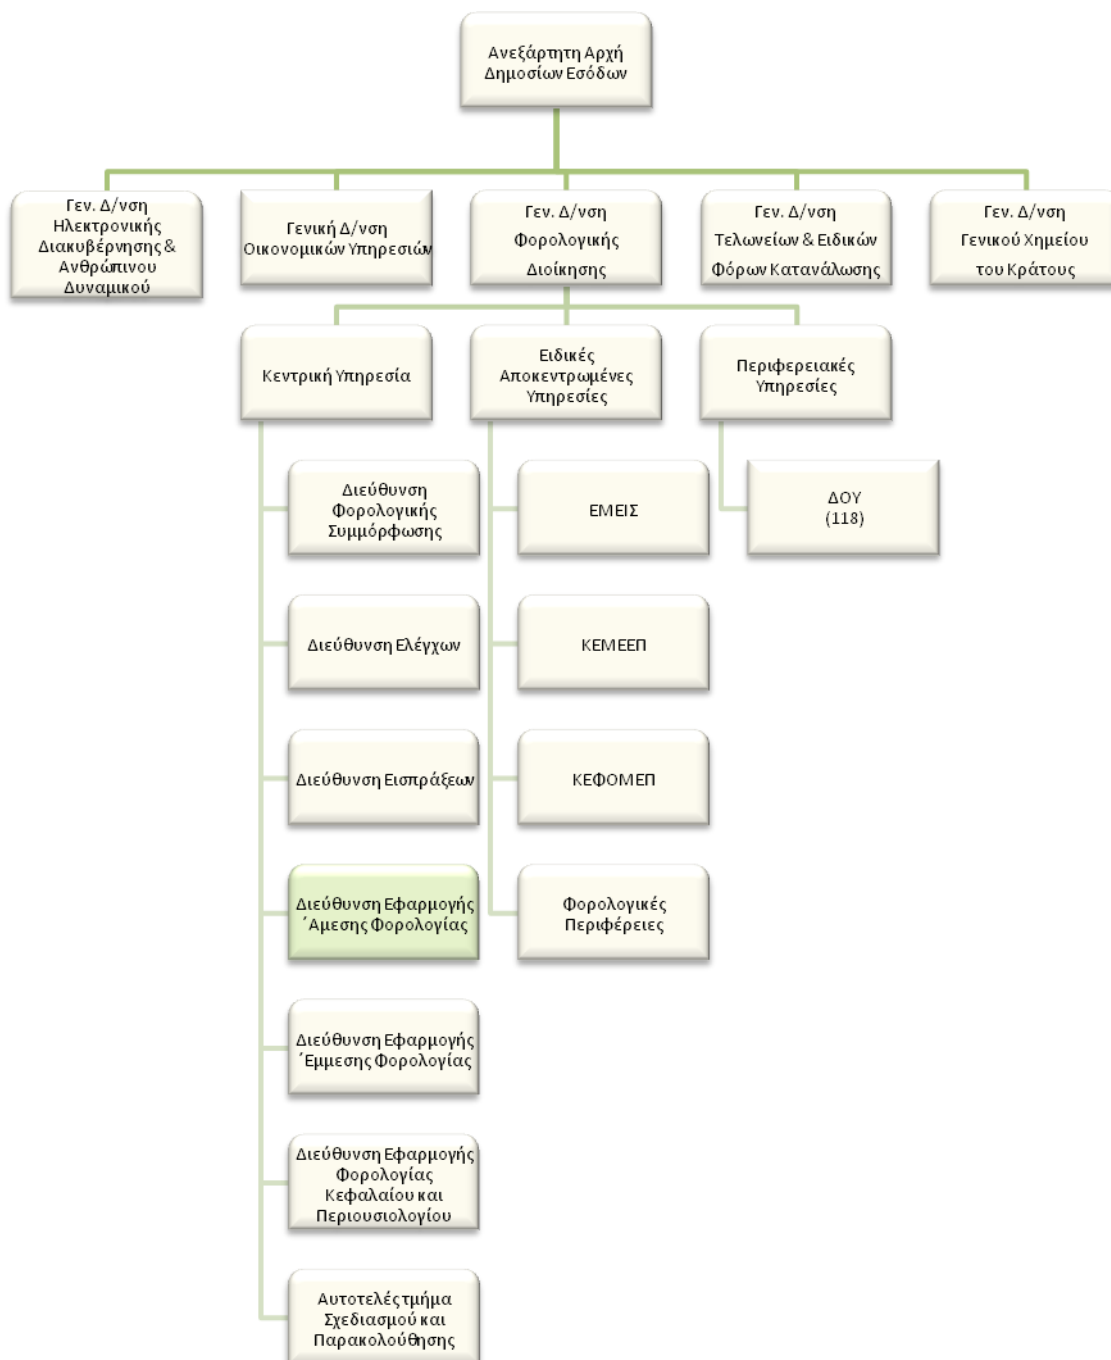 Ανεξάρτητη Αρχή
Δημοσίων Εσόδων
Γεν. Δ/νση
Ηλεκτρονικής
Διακυβέρνησης &
Ανθρώπινου
Δυναμικού
Γενική Δ/νση
Οικονομικών Υπηρεσιών
Γεν. Δ/νση
Φορολογικής
Διοίκησης
Γεν. Δ/νση
Τελωνείων & Ειδικών
Φόρων Κατανάλωσης
Γεν. Δ/νση
Γενικού Χημείου
του Κράτους
Κεντρική Υπηρεσία
Ειδικές
Αποκεντρωμένες
Υπηρεσίες
Περιφερειακές
Υπηρεσίες
Διεύθυνση
Φορολογικής
Συμμόρφωσης
ΕΜΕΙΣ
ΔΟΥ
(118)
Διεύθυνση Ελέγχων
ΚΕΜΕΕΠ
Διεύθυνση Εισπράξεων
ΚΕΦΟΜΕΠ
Διεύθυνση Εφαρμογής
΄Αμεσης Φορολογίας
Φορολογικές
Περιφέρειες
Διεύθυνση Εφαρμογής
΄Εμμεσης Φορολογίας
Διεύθυνση Εφαρμογής
Φορολογίας
Κεφαλαίου και
Περιουσιολογίου
Αυτοτελές τμήμα
Σχεδιασμού και
Παρακολούθησης